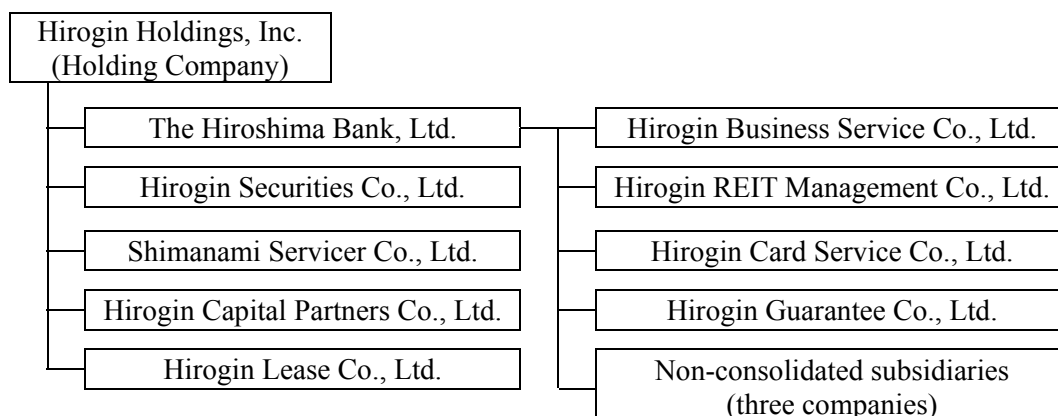 Hirogin Holdings, Inc.
(Holding Company)
The Hiroshima Bank, Ltd.
Hirogin Securities Co., Ltd.
Shimanami Servicer Co., Ltd.
Hirogin Capital Partners Co., Ltd.
Hirogin Lease Co., Ltd.
Hirogin Business Service Co., Ltd.
Hirogin REIT Management Co., Ltd.
Hirogin Card Service Co., Ltd.
Hirogin Guarantee Co., Ltd.
Non-consolidated subsidiaries
(three companies)